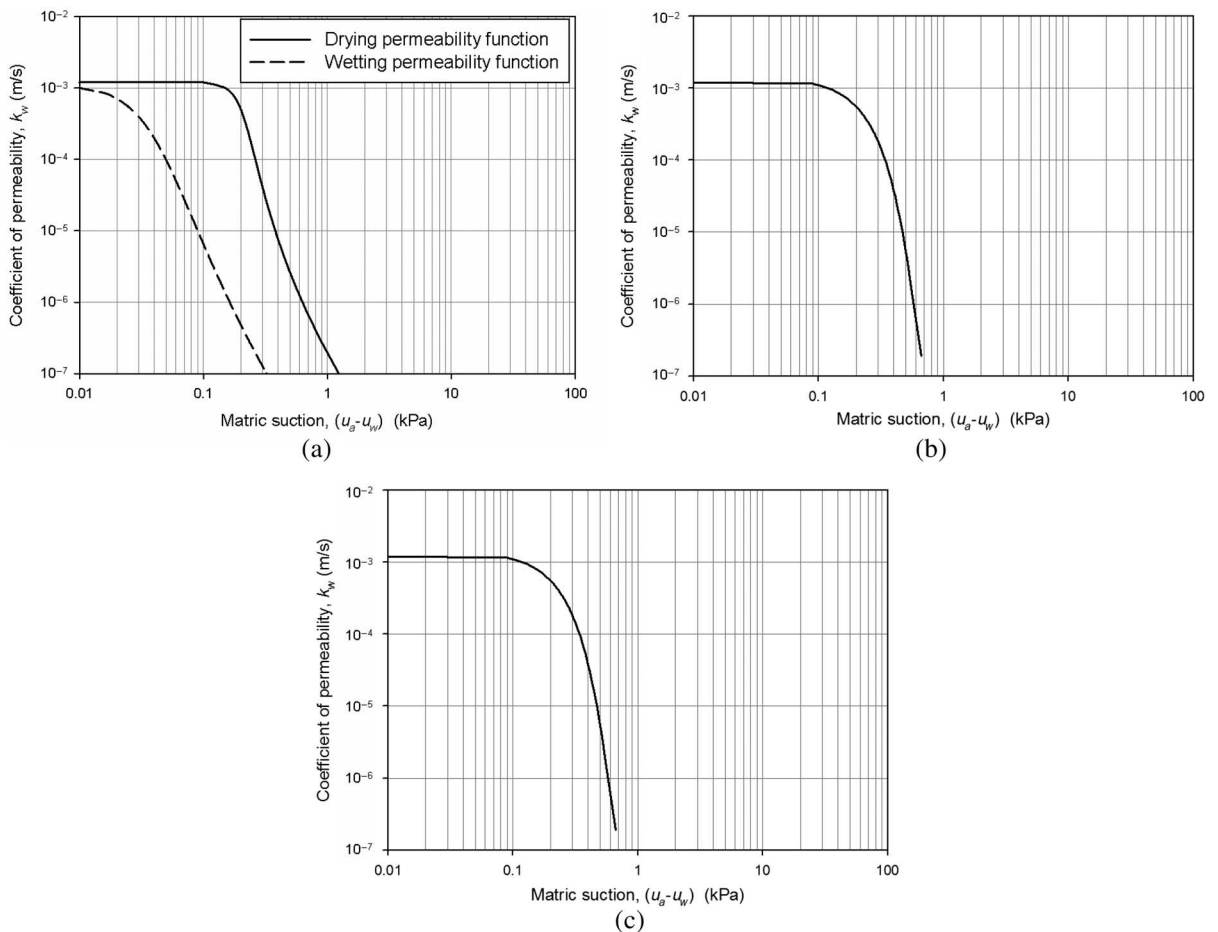 10⁻²
10⁻³
10⁻⁴
10⁻⁵
10⁻⁶
10⁻⁷
Coefficient of permeability, k_w (m/s)
Drying permeability function
Wetting permeability function
0.01 0.1 1 10 100
Matric suction, (u_a-u_w) (kPa)
(a)
10⁻²
10⁻³
10⁻⁴
10⁻⁵
10⁻⁶
10⁻⁷
Coefficient of permeability, k_w (m/s)
0.01 0.1 1 10 100
Matric suction, (u_a-u_w) (kPa)
(b)
10⁻²
10⁻³
10⁻⁴
10⁻⁵
10⁻⁶
10⁻⁷
Coefficient of permeability, k_w (m/s)
0.01 0.1 1 10 100
Matric suction, (u_a-u_w) (kPa)
(c)